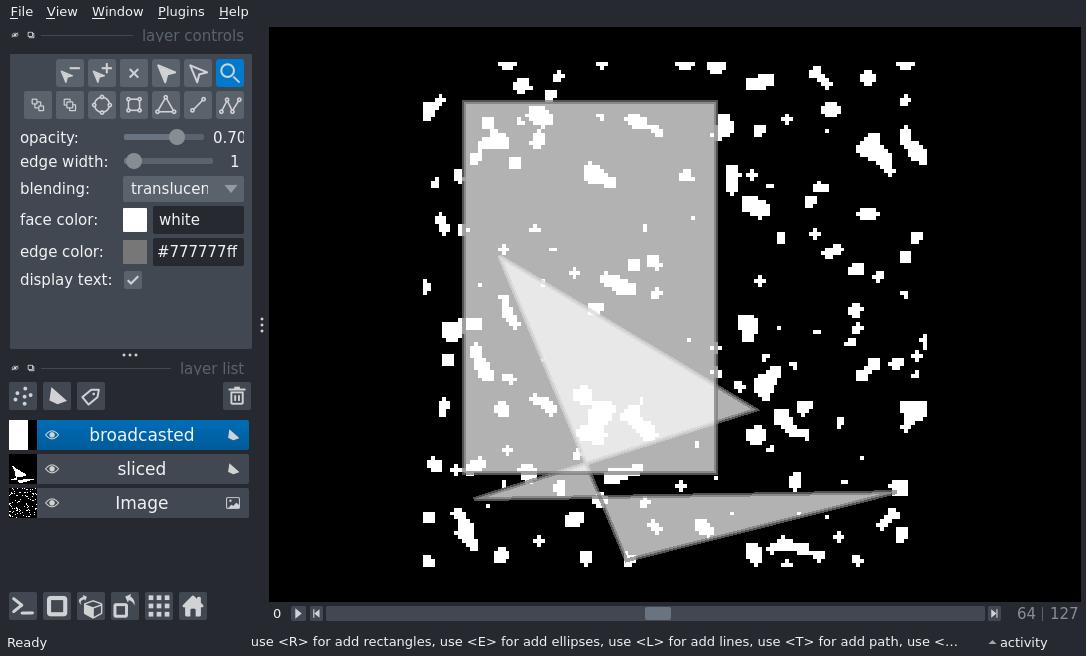 File View Window Plugins Help
layer controls
opacity: 0.70
edge width: 1
blending: translucen
face color: white
edge color: #777777ff
display text:
layer list
broadcasted
sliced
Image
0 64 127
Ready use <R> for add rectangles, use <E> for add ellipses, use <L> for add lines, use <T> for add path, use <... activity